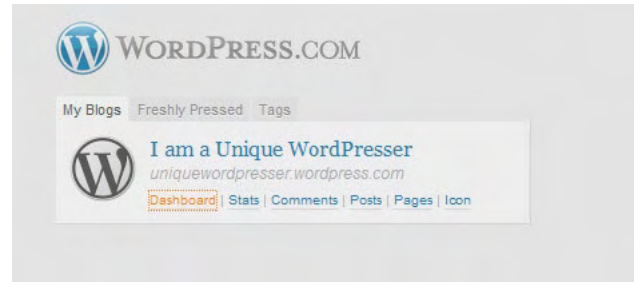 WORDPRESS.COM
My Blogs Freshly Pressed Tags
I am a Unique WordPresser
uniquewordpresser.wordpress.com
Dashboard | Stats | Comments | Posts | Pages | Icon